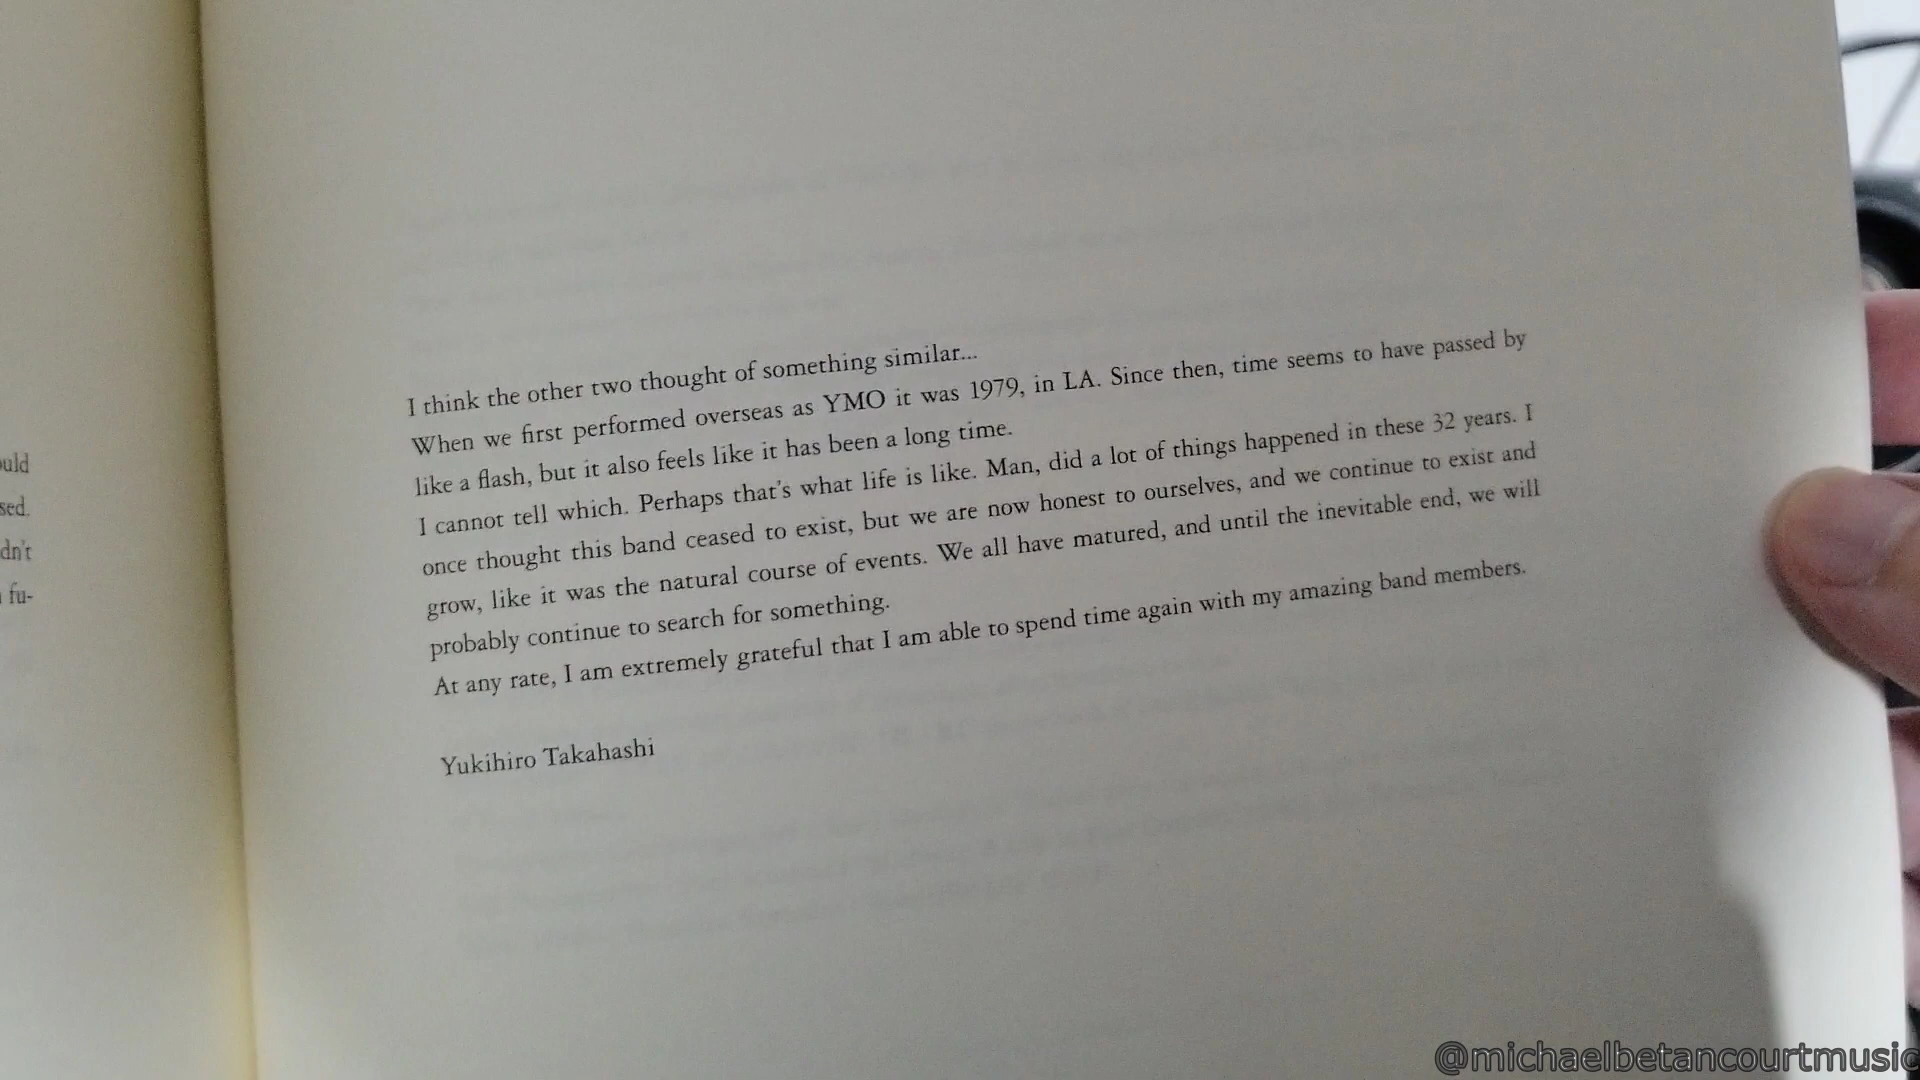 ould
sed.
dn't
fu-
I think the other two thought of something similar...
When we first performed overseas as YMO it was 1979, in LA. Since then, time seems to have passed by
like a flash, but it also feels like it has been a long time.
I cannot tell which. Perhaps that's what life is like. Man, did a lot of things happened in these 32 years. I
once thought this band ceased to exist, but we are now honest to ourselves, and we continue to exist and
grow, like it was the natural course of events. We all have matured, and until the inevitable end, we will
probably continue to search for something.
At any rate, I am extremely grateful that I am able to spend time again with my amazing band members.
Yukihiro Takahashi
@michaelbetancourtmusic